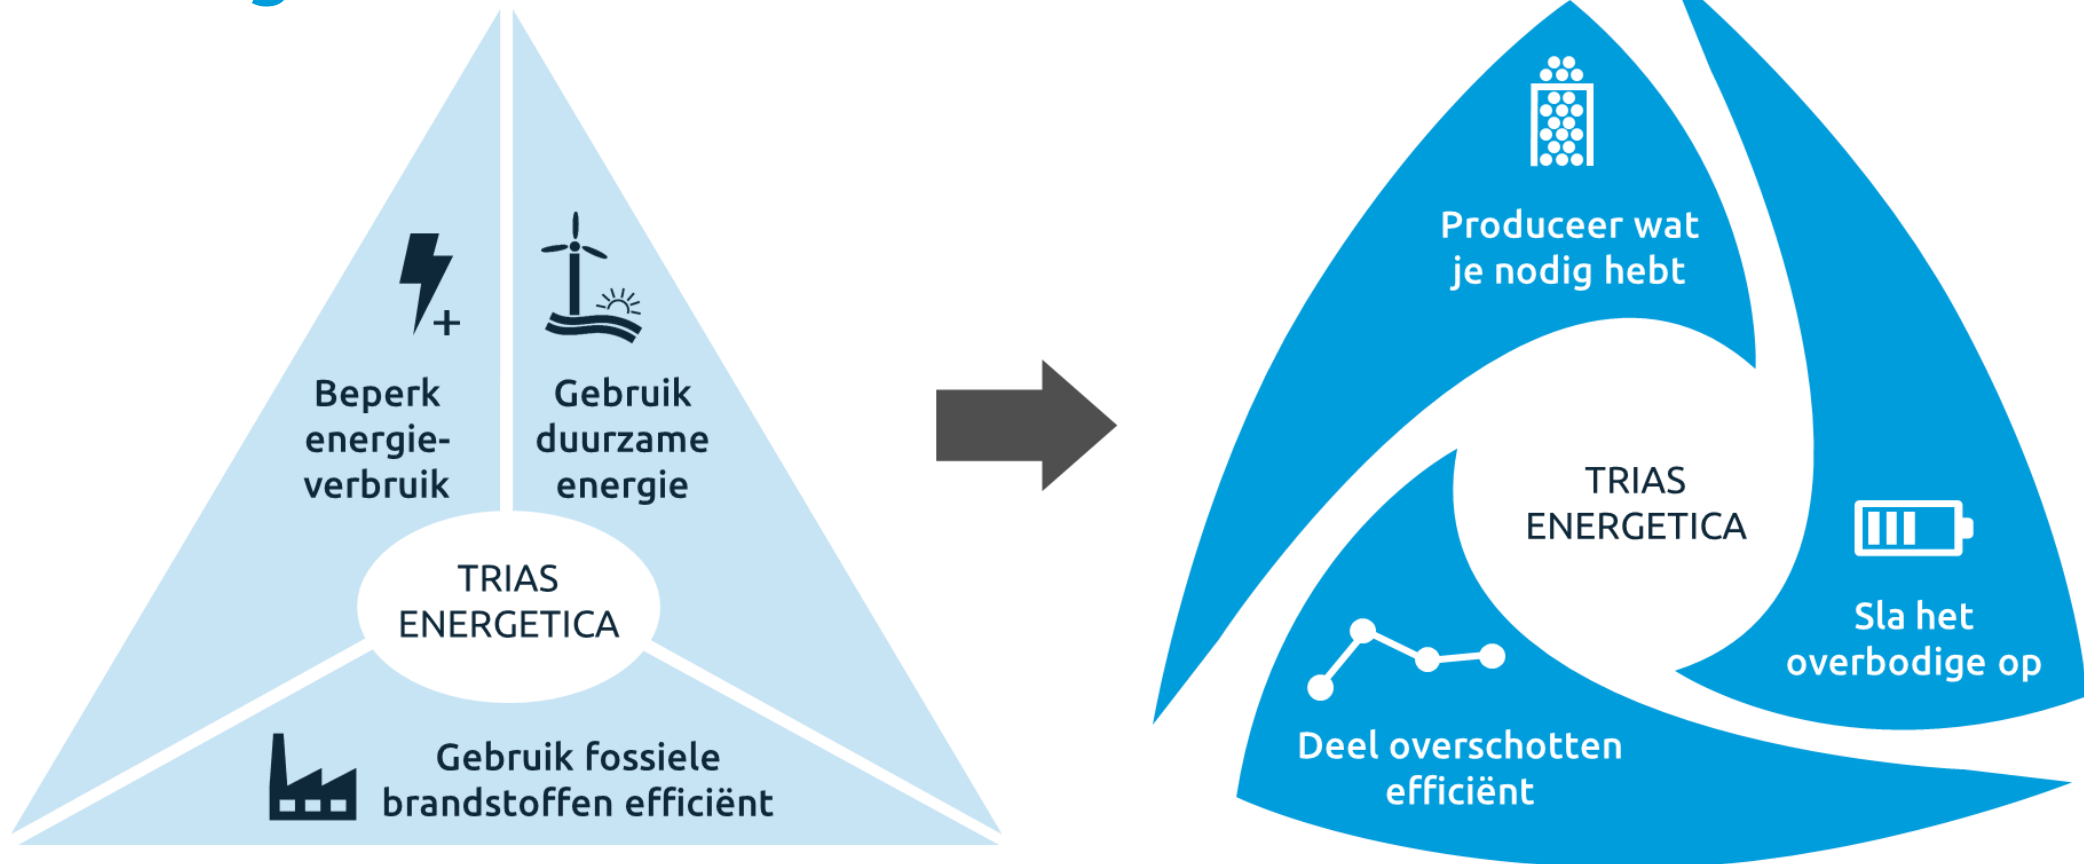 Beperk
energie-
verbruik
Gebruik
duurzame
energie
TRIAS
ENERGETICA
Gebruik fossiele
brandstoffen efficiënt
Produceer wat
je nodig hebt
TRIAS
ENERGETICA
Sla het
overbodige op
Deel overschotten
efficiënt